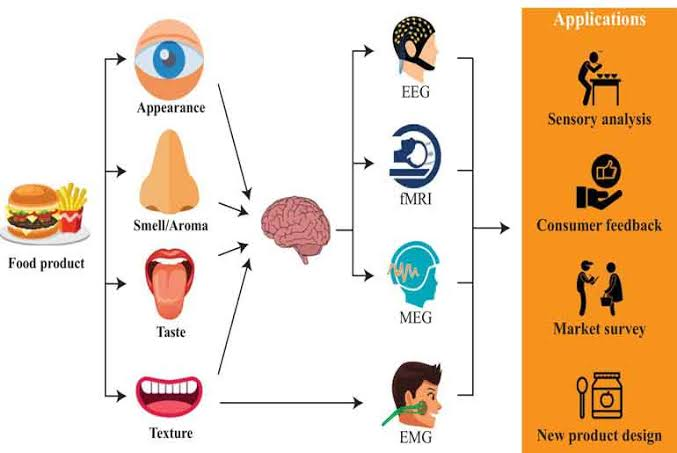 Food product
Appearance
Smell/Aroma
Taste
Texture
EEG
fMRI
MEG
EMG
Applications
Sensory analysis
Consumer feedback
Market survey
New product design